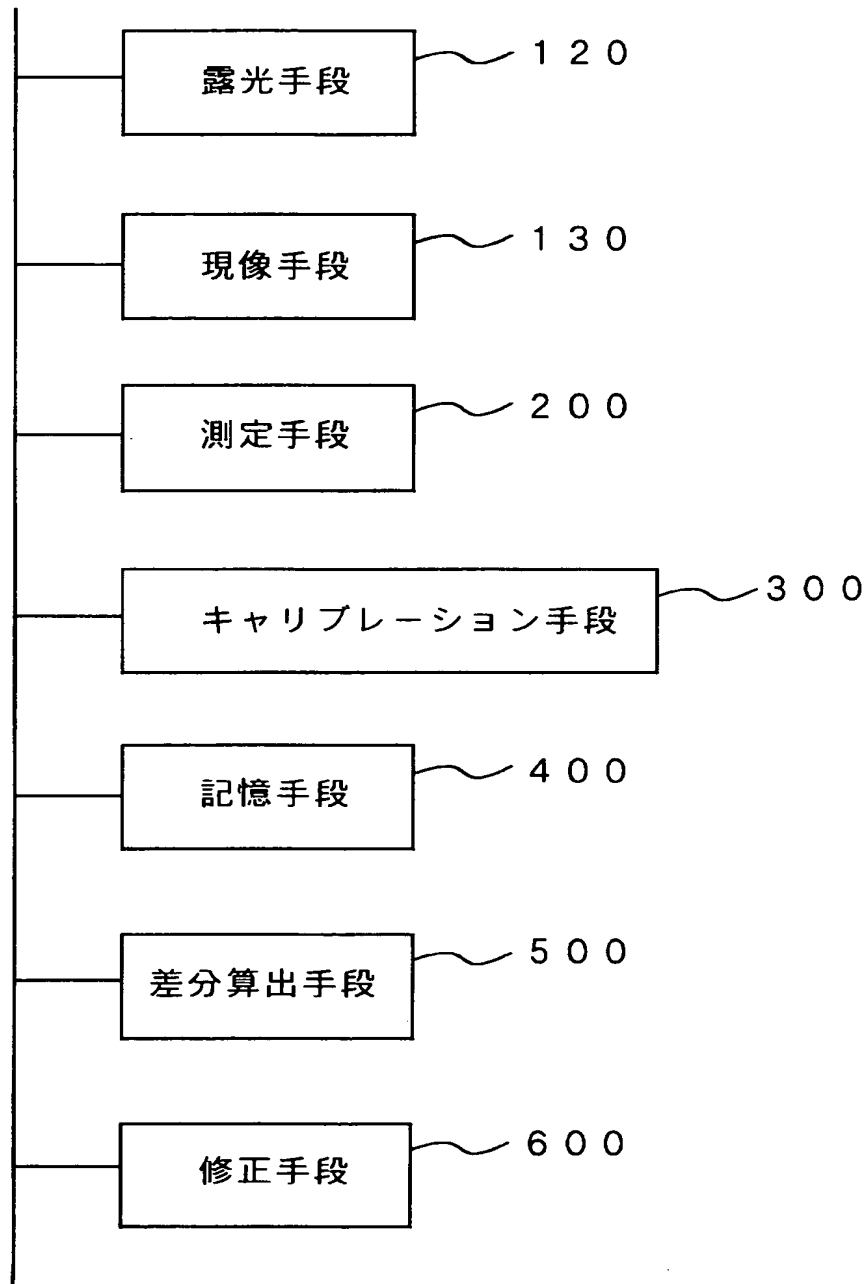 露光手段 １２０
現像手段 １３０
測定手段 ２００
キャリブレーション手段 ３００
記憶手段 ４００
差分算出手段 ５００
修正手段 ６００